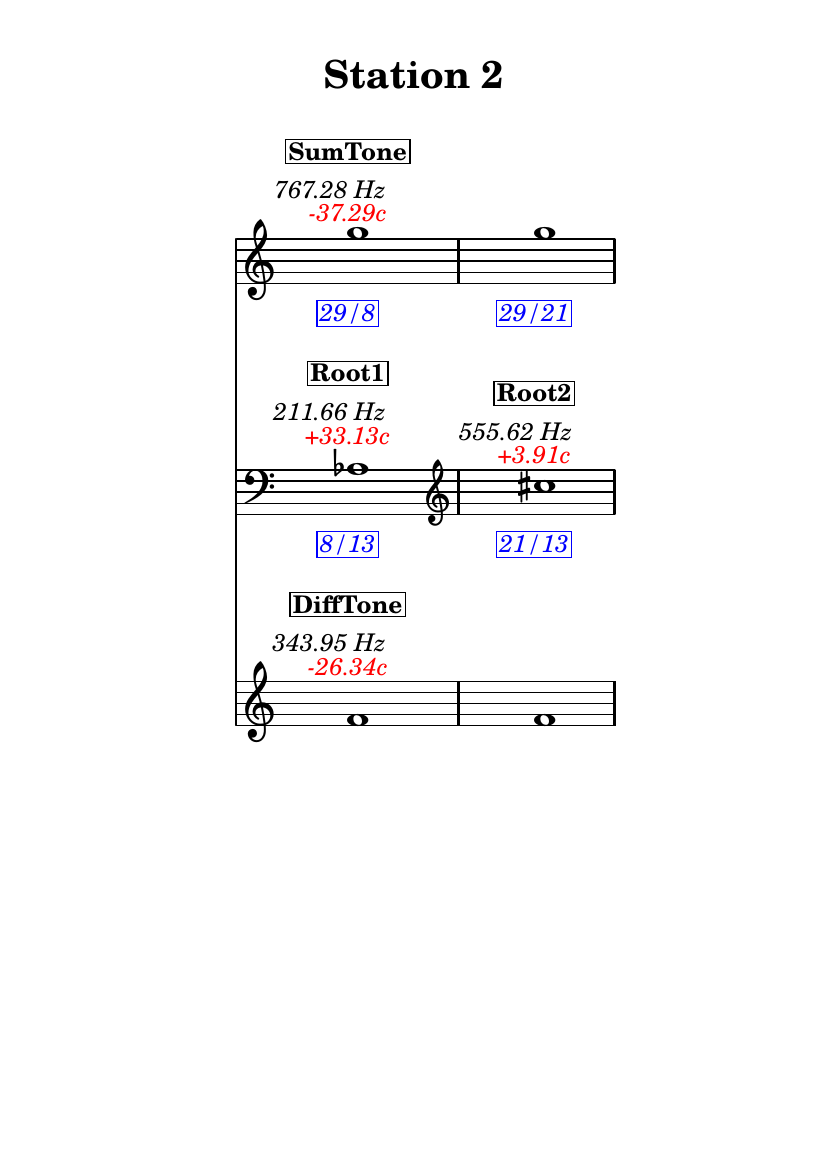 Station 2
SumTone
767.28 Hz
-37.29c
29/8 29/21
Root1
Root2
211.66 Hz
555.62 Hz
+33.13c
+3.91c
8/13 21/13
DiffTone
343.95 Hz
-26.34c